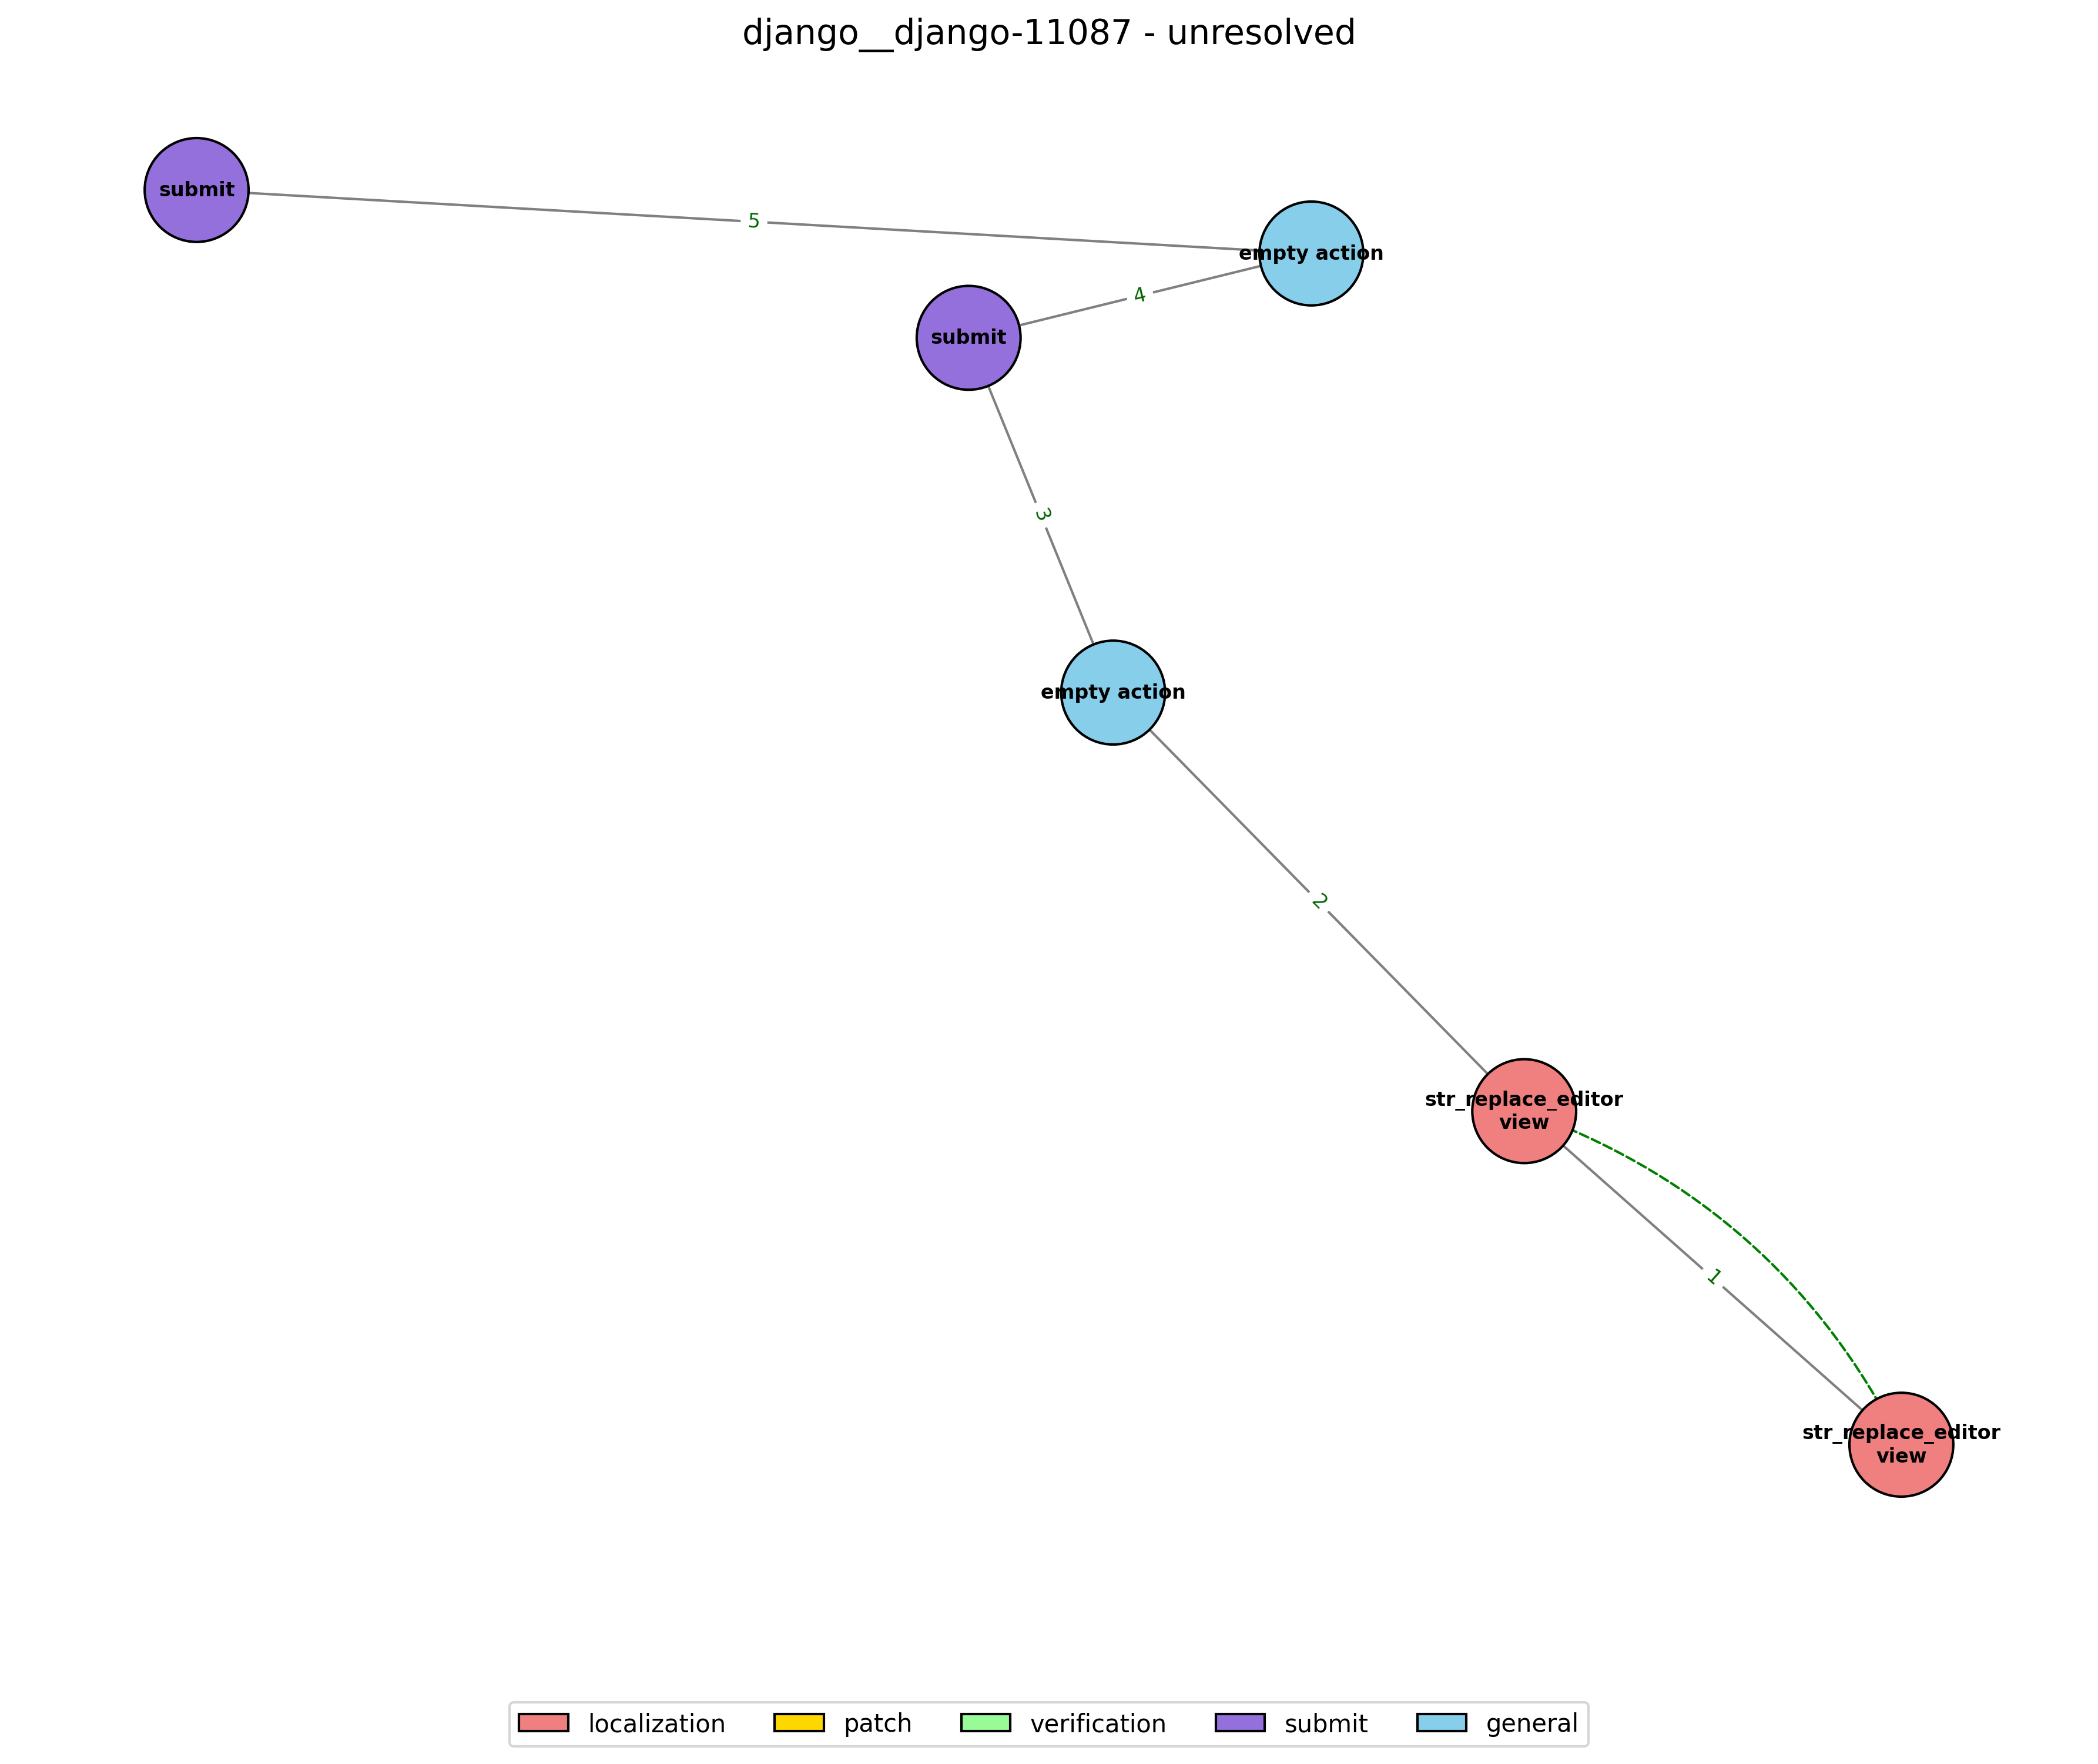 django__django-11087 - unresolved
submit
5
empty action
4
submit
3
empty action
2
str_replace_editor
view
1
str_replace_editor
view
localization
patch
verification
submit
general